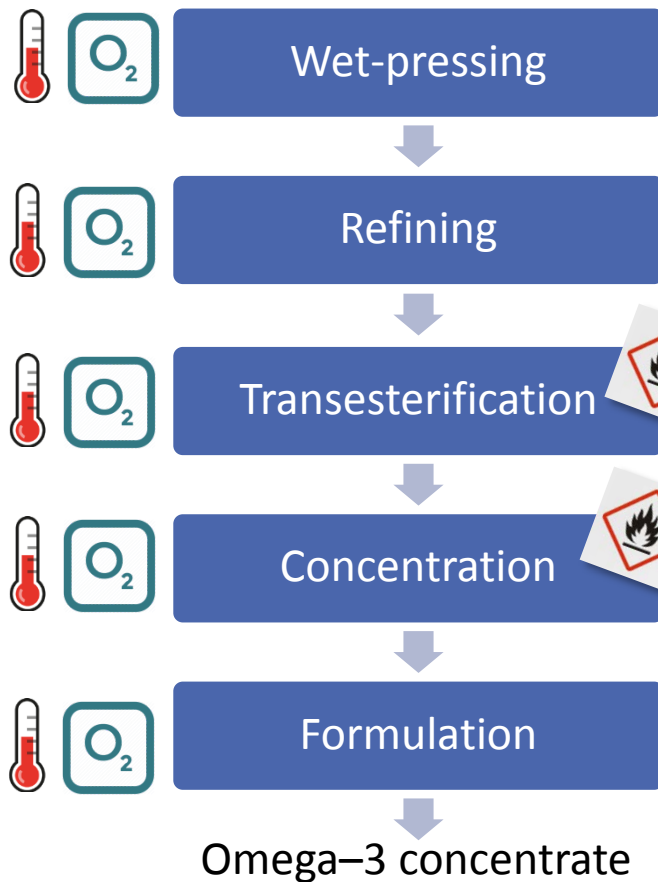 O2 Wet-pressing
O2 Refining
O2 Transesterification
O2 Concentration
O2 Formulation
Omega–3 concentrate